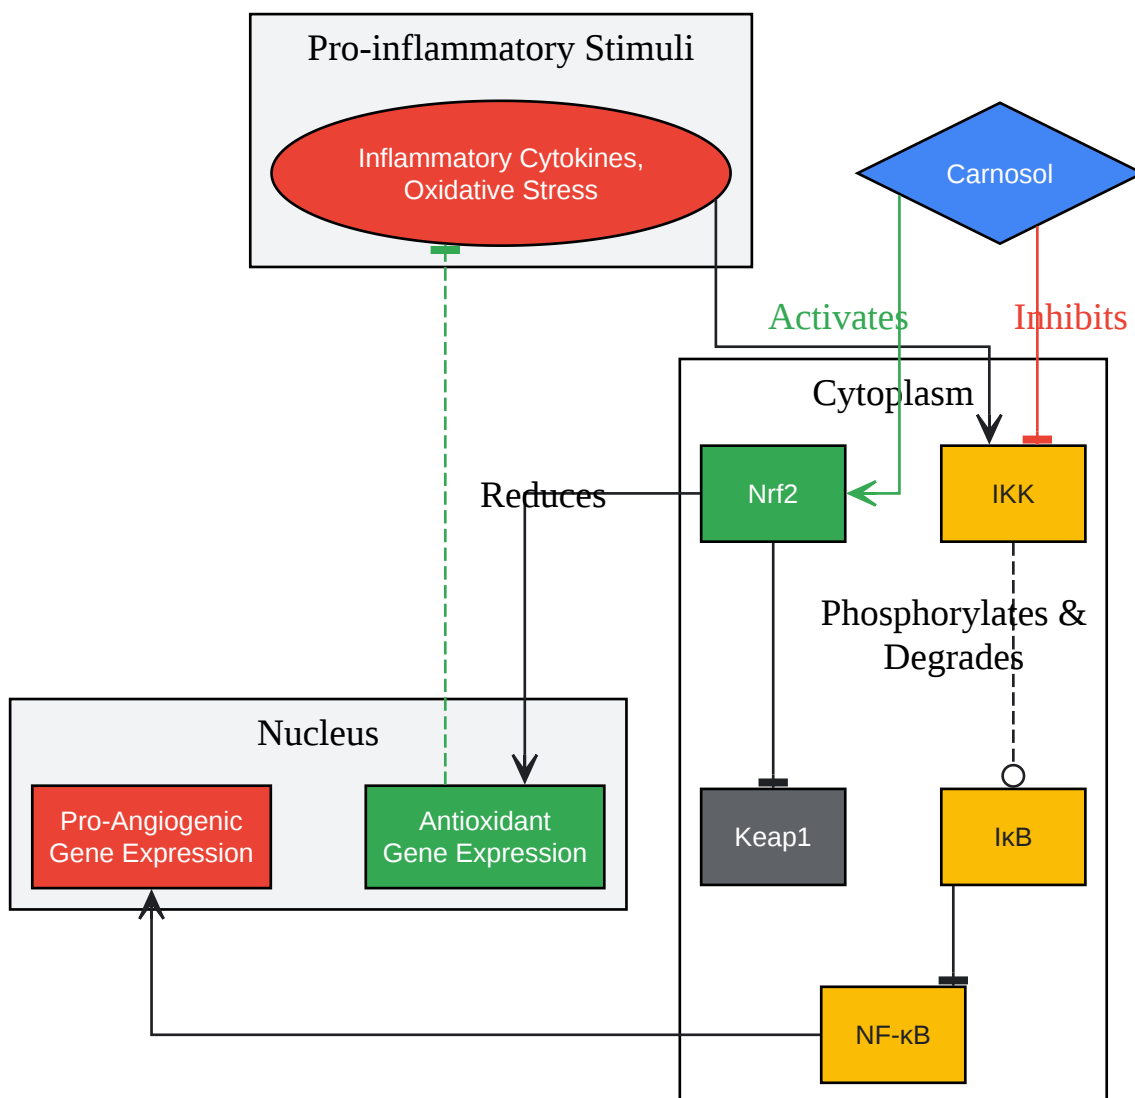 Pro-inflammatory Stimuli
Inflammatory Cytokines,
Oxidative Stress
Carnosol
Activates
Inhibits
Cytoplasm
Reduces
Nrf2
IKK
Phosphorylates &
Degrades
Nucleus
Pro-Angiogenic
Gene Expression
Antioxidant
Gene Expression
Keap1
IκB
NF-κB